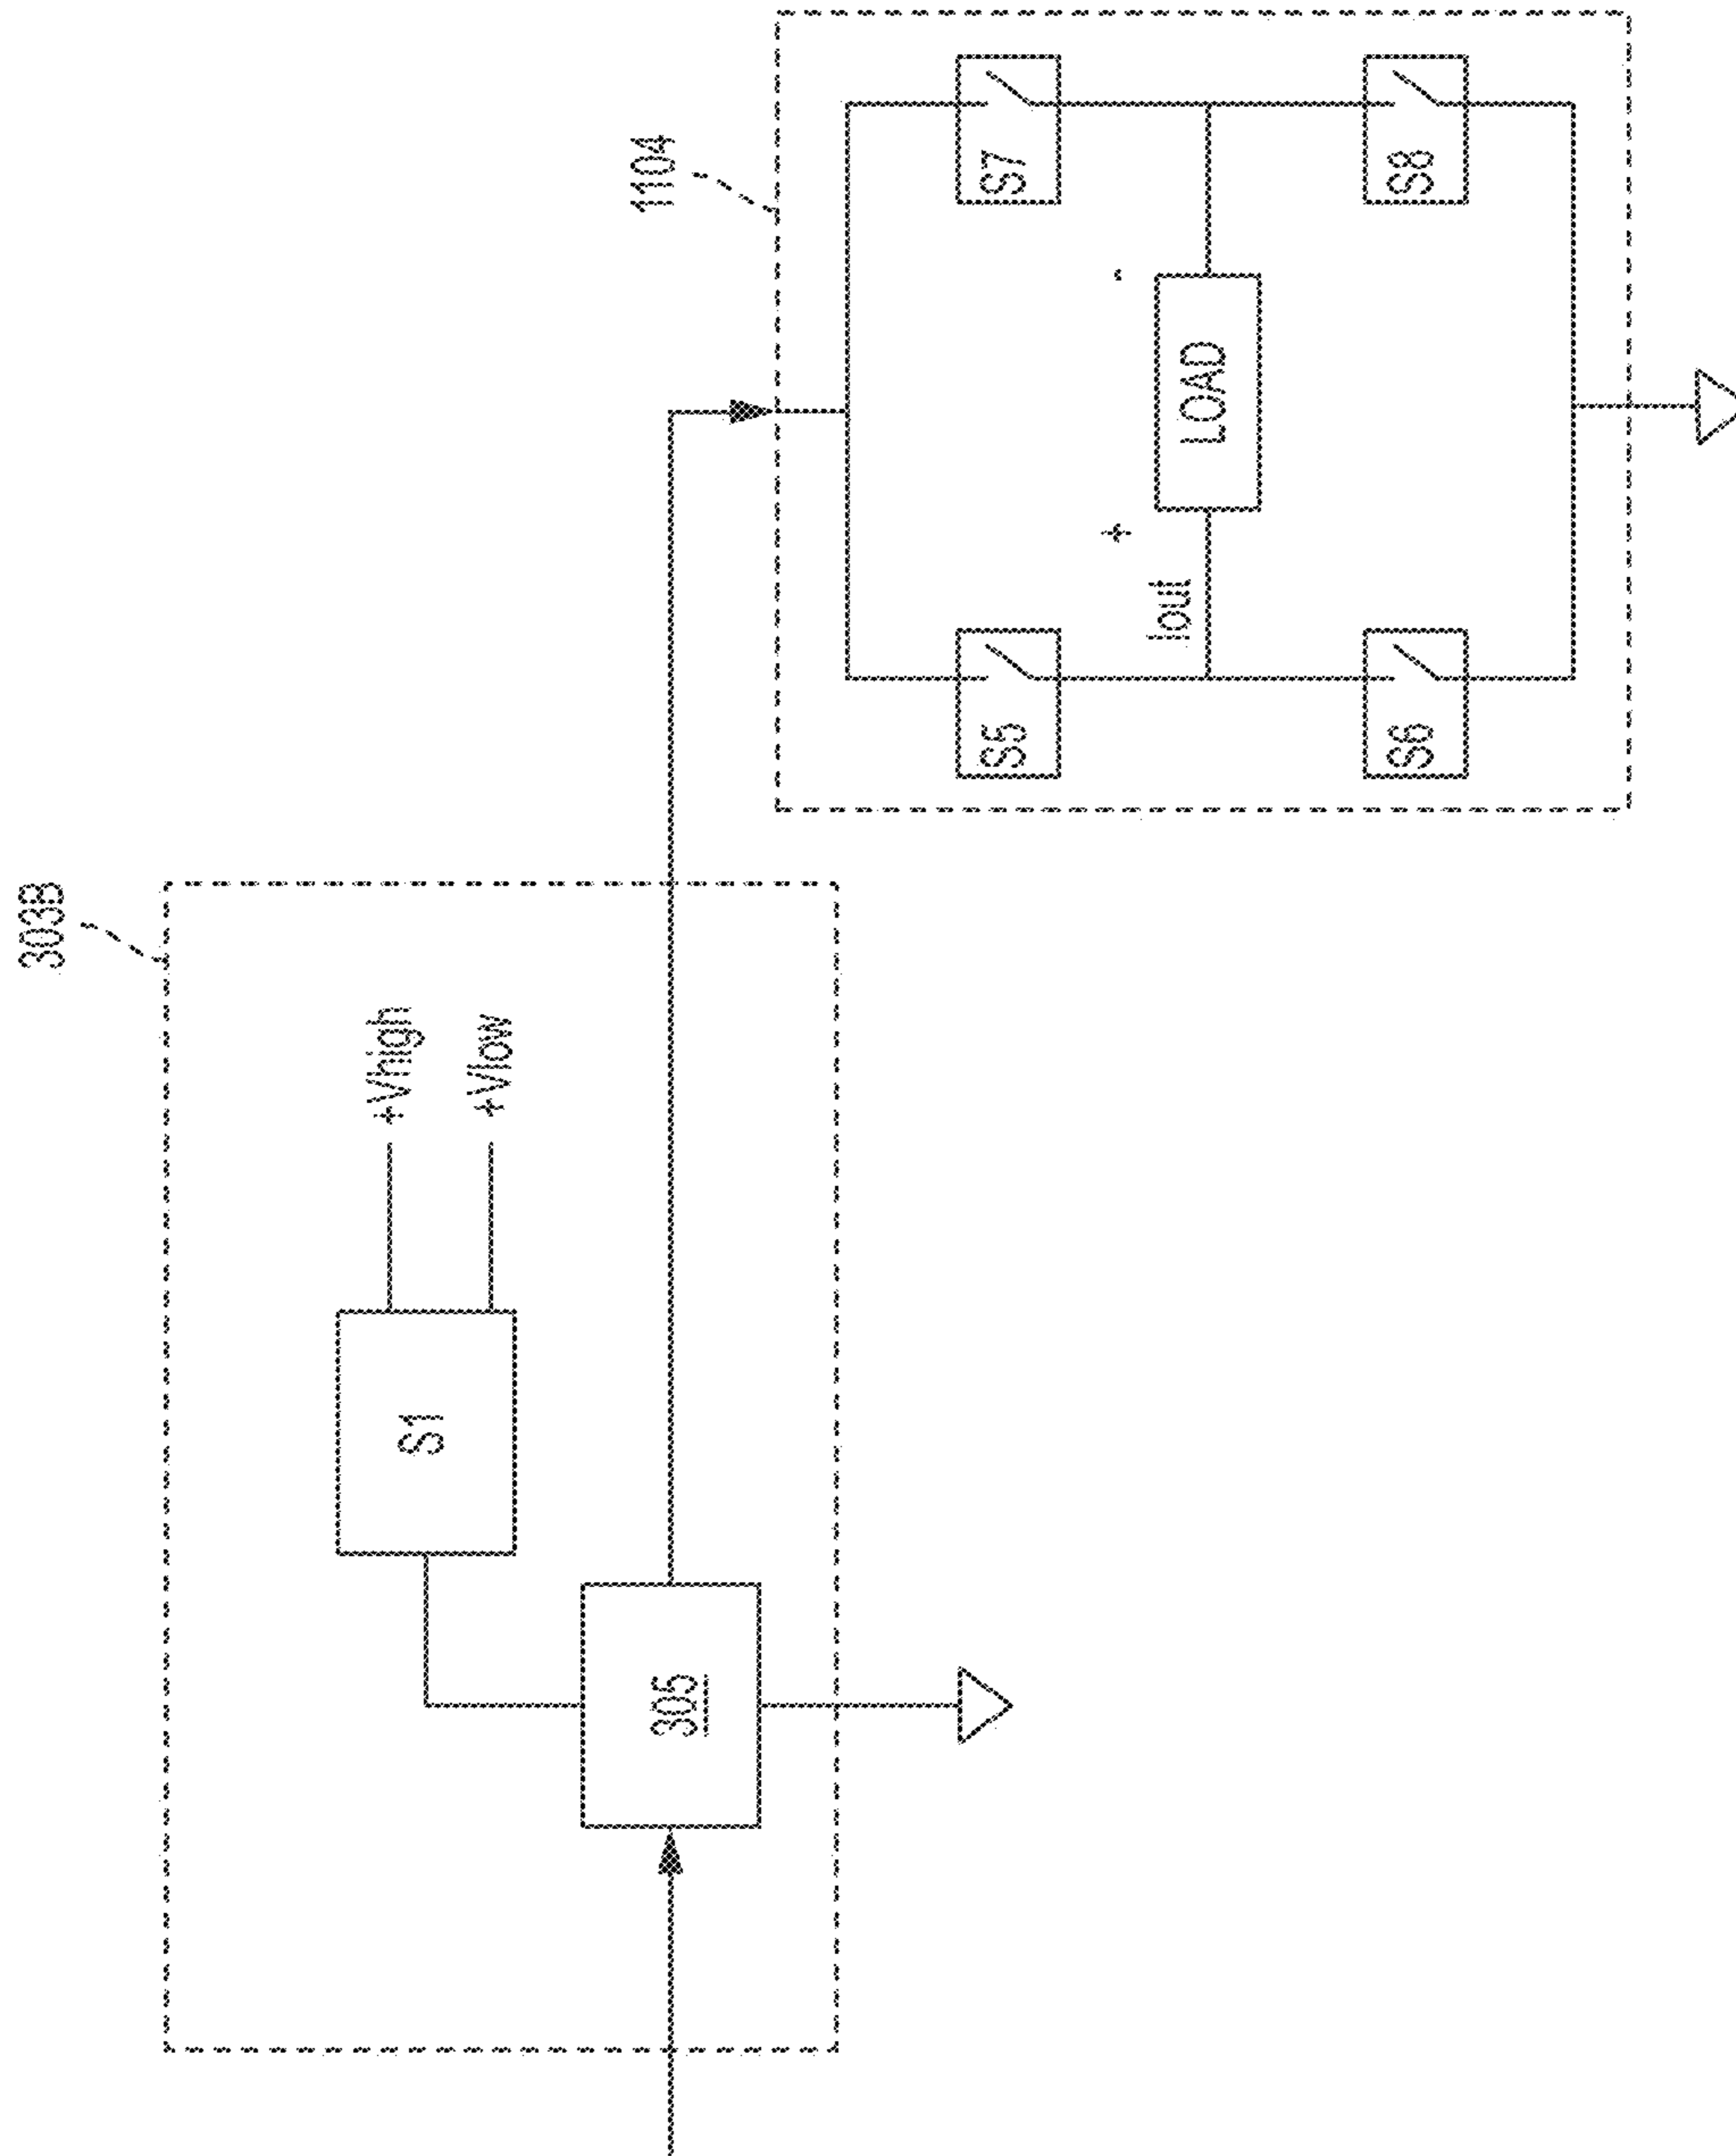 303B
S1
+Vhigh
+Vlow
305
1104
S5
S7
Iout
+
-
LOAD
S6
S8